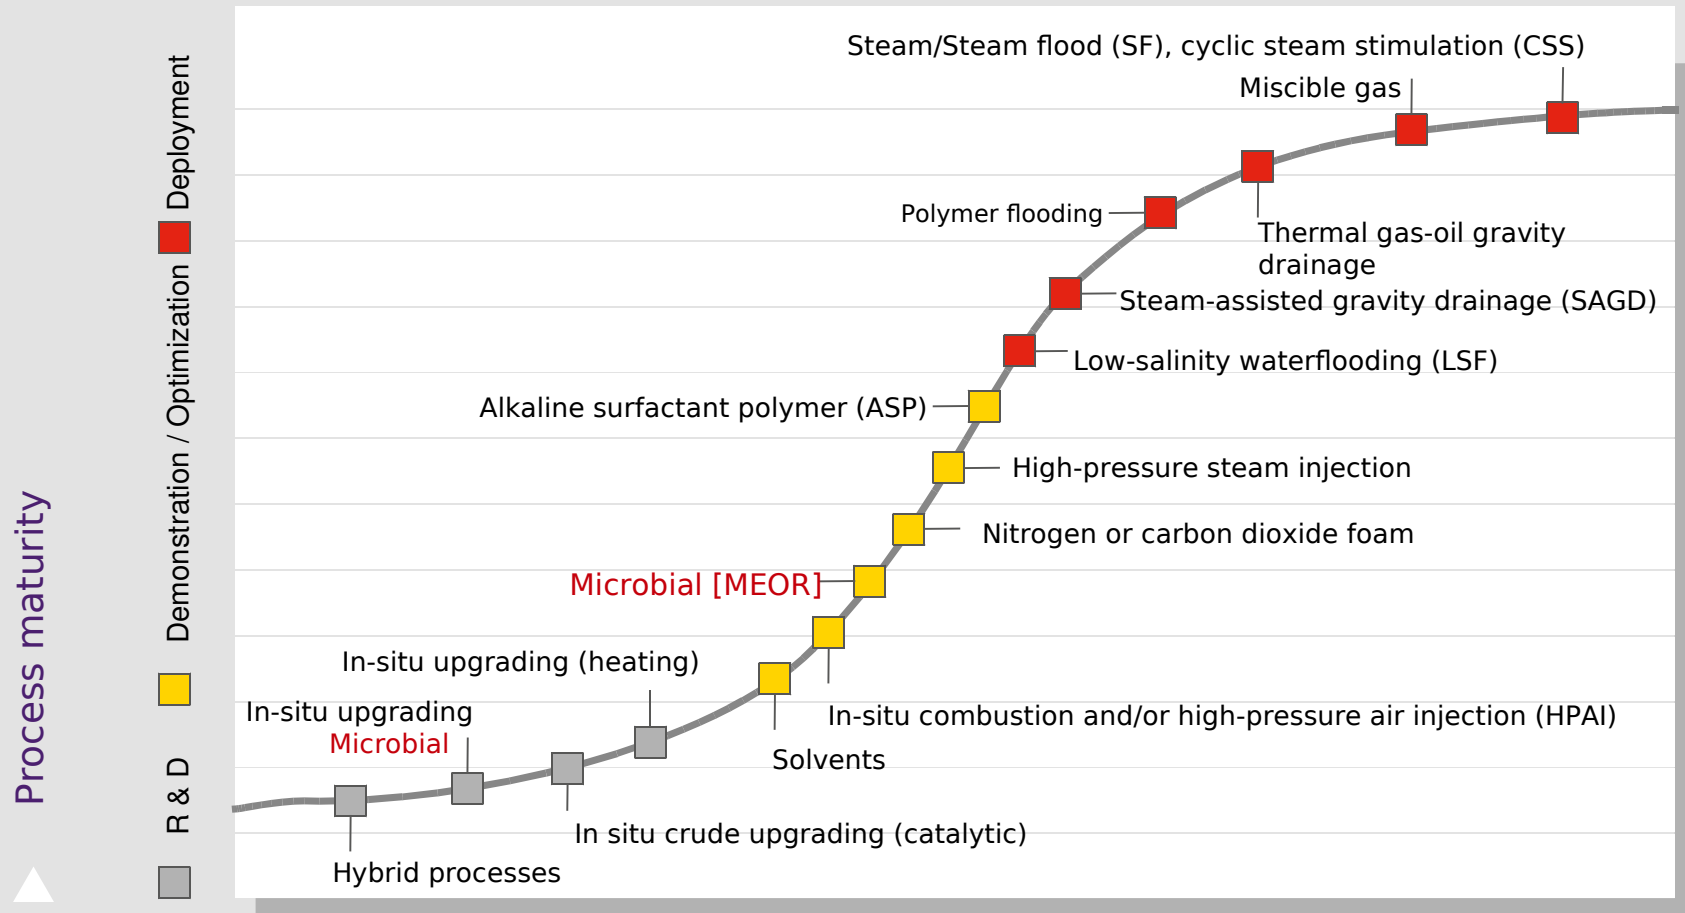 Process maturity
Deployment
Demonstration / Optimization
R & D
Steam/Steam flood (SF), cyclic steam stimulation (CSS)
Miscible gas
Polymer flooding
Thermal gas-oil gravity
drainage
Steam-assisted gravity drainage (SAGD)
Low-salinity waterflooding (LSF)
Alkaline surfactant polymer (ASP)
High-pressure steam injection
Nitrogen or carbon dioxide foam
Microbial [MEOR]
In-situ upgrading (heating)
In-situ upgrading
Microbial
In-situ combustion and/or high-pressure air injection (HPAI)
Solvents
In situ crude upgrading (catalytic)
Hybrid processes